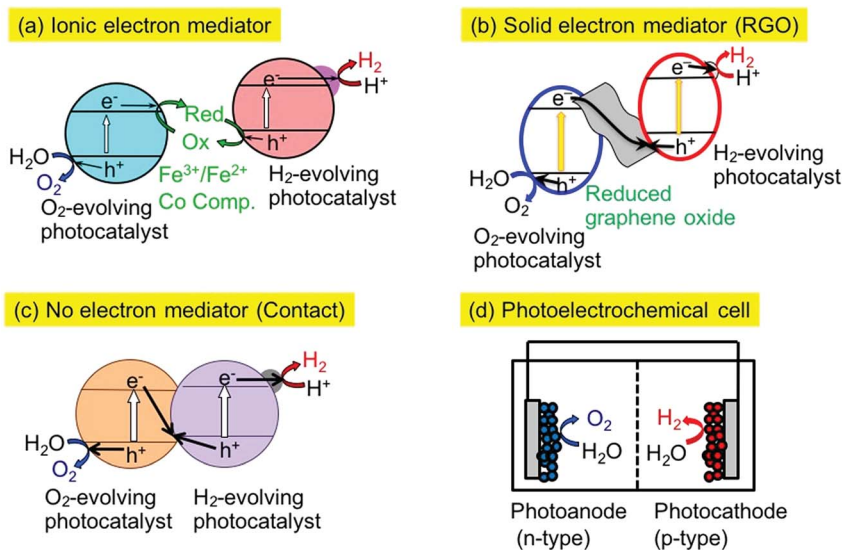 (a) Ionic electron mediator
H₂
H⁺
e⁻
e⁻
Red
Ox
h⁺
H₂O
h⁺
O₂
Fe³⁺/Fe²⁺
Co Comp.
H₂-evolving
photocatalyst
O₂-evolving
photocatalyst
(b) Solid electron mediator (RGO)
H₂
e⁻
H⁺
e⁻
h⁺
H₂-evolving
photocatalyst
H₂O
h⁺
O₂
Reduced
graphene oxide
O₂-evolving
photocatalyst
(c) No electron mediator (Contact)
H₂
e⁻
e⁻
H⁺
H₂O
h⁺
h⁺
O₂
O₂-evolving
photocatalyst
H₂-evolving
photocatalyst
(d) Photoelectrochemical cell
O₂
H₂O
H₂
H₂O
Photoanode
(n-type)
Photocathode
(p-type)